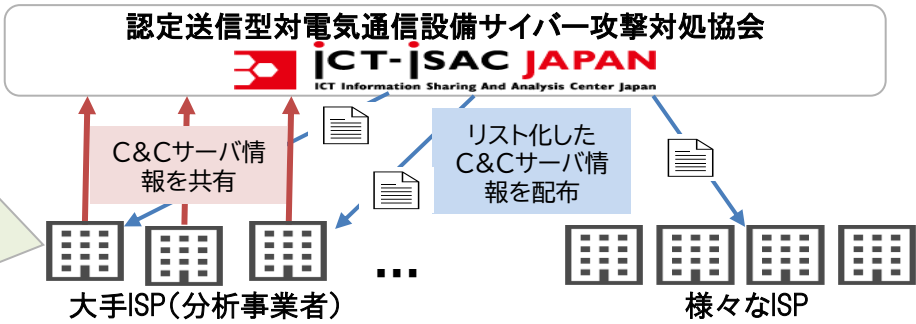 認定送信型対電気通信設備サイバー攻撃対処協会
ICT-ISAC JAPAN
ICT Information Sharing And Analysis Center Japan
C&Cサーバ情
報を共有
リスト化した
C&Cサーバ情
報を配布
...
大手ISP(分析事業者)
様々なISP